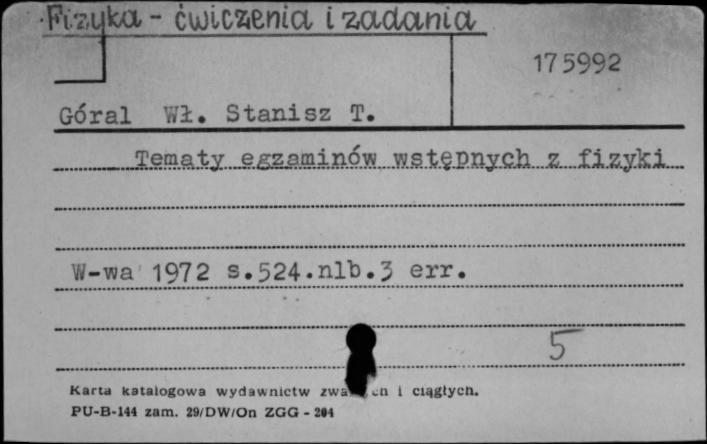 Fizyka - ćwiczenia i zadania
175992
Góral Wł. Stanisz T.
Tematy egzaminów wstępnych z fizyki
W-wa 1972 s.524.nlb.3 err.
5
Karta katalogowa wydawnictw i ciągłych.
PU-B-144 zam. 29/DW/On ZGG - 204